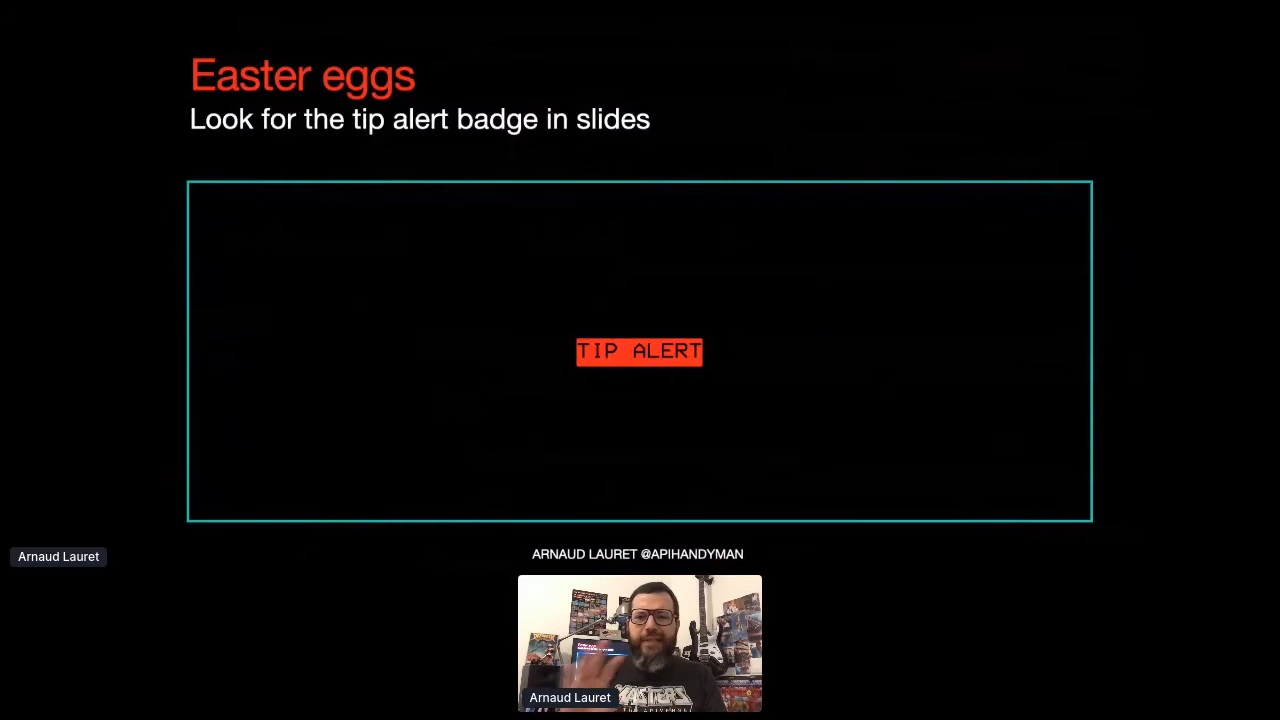 Easter eggs
Look for the tip alert badge in slides
TIP ALERT
Arnaud Lauret
ARNAUD LAURET @APIHANDYMAN
Arnaud Lauret